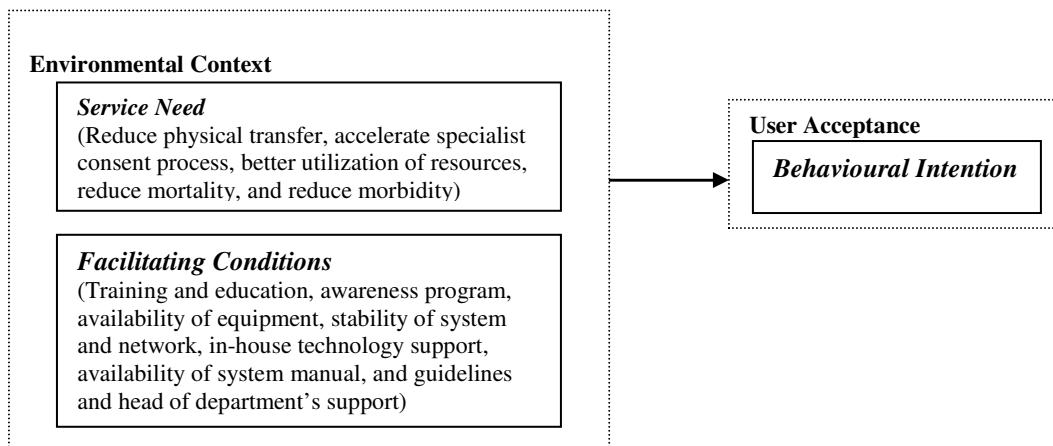 Environmental Context
Service Need
(Reduce physical transfer, accelerate specialist
consent process, better utilization of resources,
reduce mortality, and reduce morbidity)
Facilitating Conditions
(Training and education, awareness program,
availability of equipment, stability of system
and network, in-house technology support,
availability of system manual, and guidelines
and head of department's support)
User Acceptance
Behavioural Intention